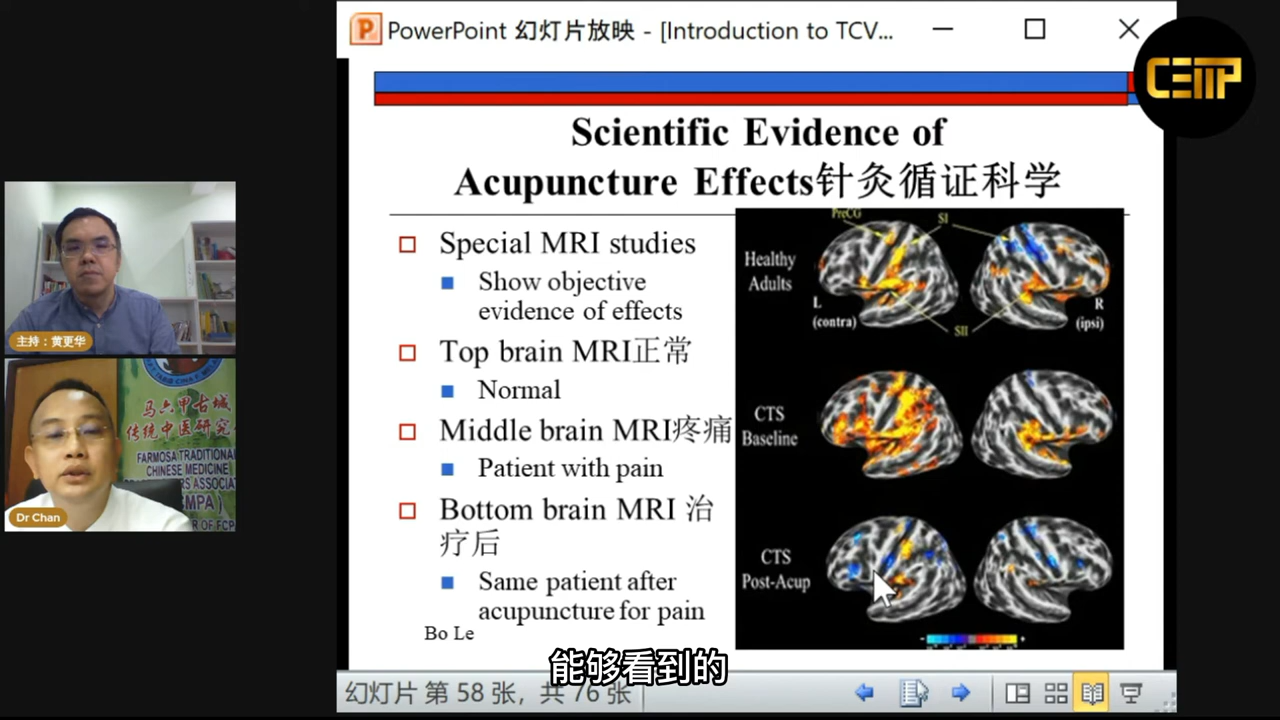 PowerPoint 幻灯片放映 - [Introduction to TCV...
CEMP
Scientific Evidence of
Acupuncture Effects针灸循证科学
Special MRI studies
Show objective
evidence of effects
Top brain MRI正常
Normal
Middle brain MRI疼痛
Patient with pain
Bottom brain MRI 治
疗后
Same patient after
acupuncture for pain
Bo Le
PreCG
SI
Healthy
Adults
L
(contra)
R
(ipsi)
SII
CTS
Baseline
CTS
Post-Acup
-
+
主持：黄更华
马六甲古城
传统中医研究
FARMOSA TRADITIONAL
CHINESE MEDICINE
ERS ASSOCIAT
MPA)
R OF FCP
Dr Chan
能够看到的
幻灯片 第 58 张，共 76 张